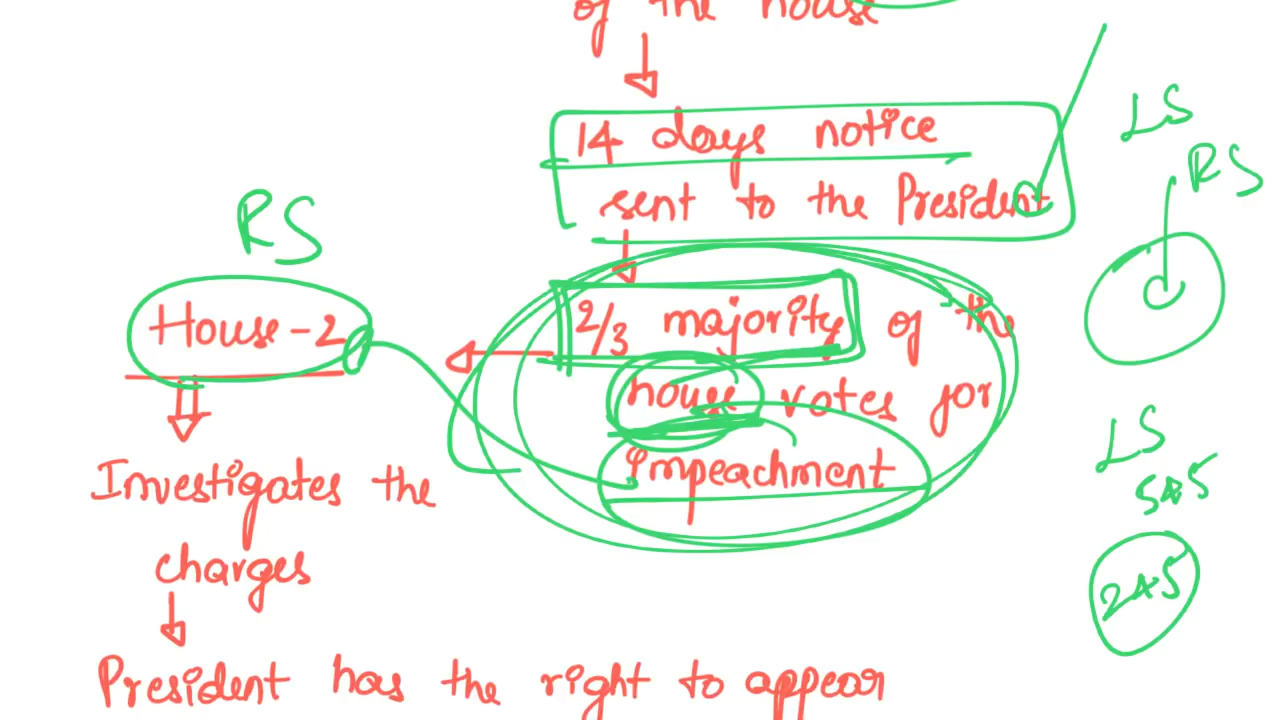 of the house
14 days notice
sent to the President
LS
RS
RS
House-2
2/3 majority of the
house votes for
Impeachment
LS
545
245
Investigates the
charges
President has the right to appear